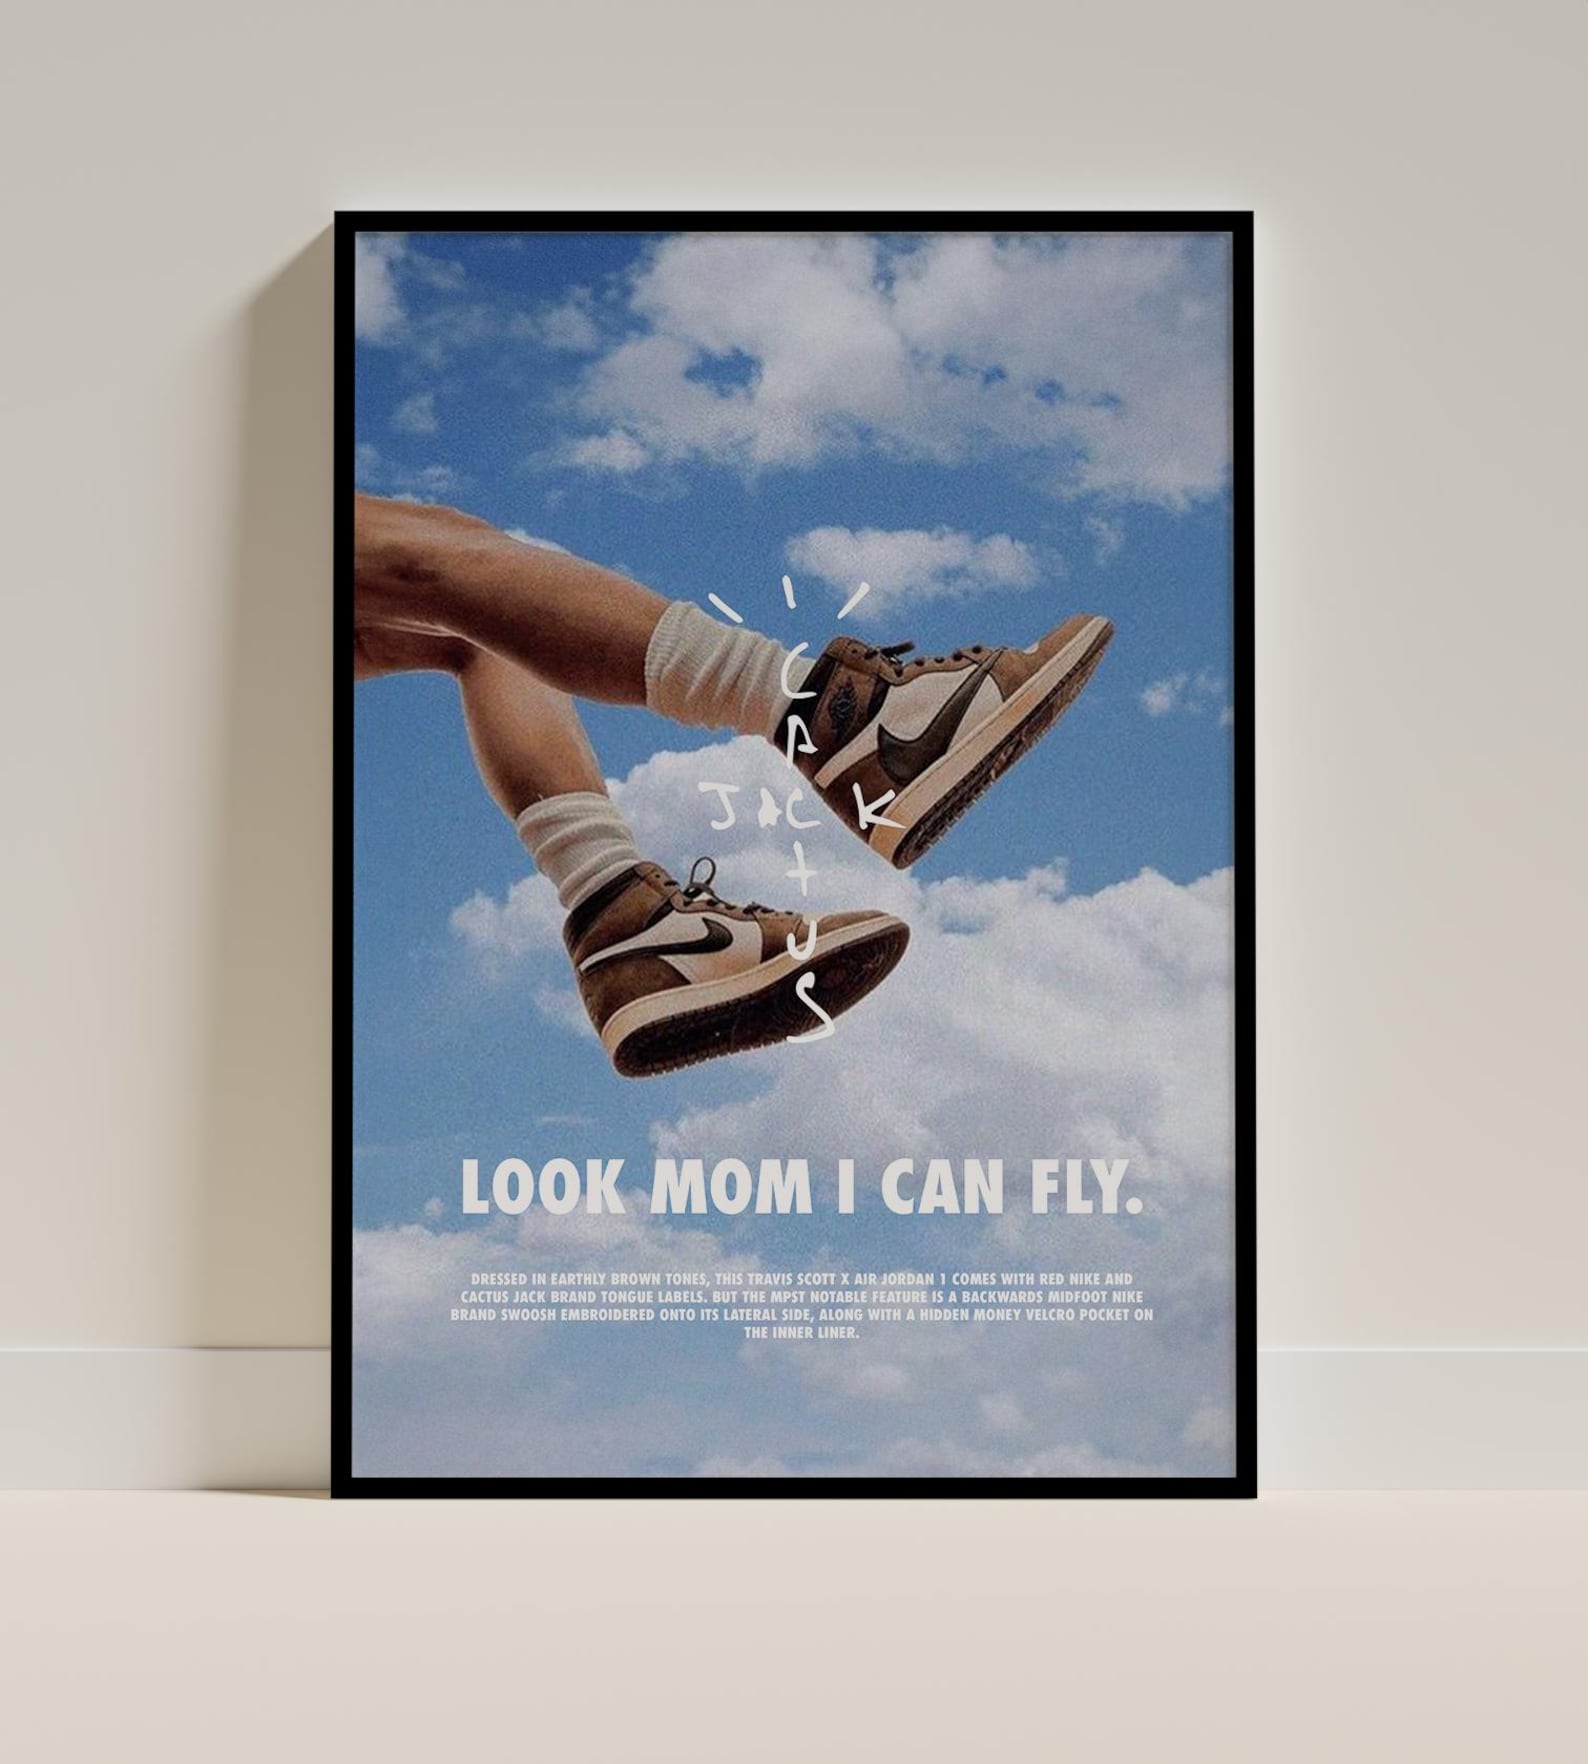 CACTUS
JACK
LOOK MOM I CAN FLY.
DRESSED IN EARTHLY BROWN TONES, THIS TRAVIS SCOTT X AIR JORDAN 1 COMES WITH RED NIKE AND
CACTUS JACK BRAND TONGUE LABELS. BUT THE MPST NOTABLE FEATURE IS A BACKWARDS MIDFOOT NIKE
BRAND SWOOSH EMBROIDERED ONTO ITS LATERAL SIDE, ALONG WITH A HIDDEN MONEY VELCRO POCKET ON
THE INNER LINER.